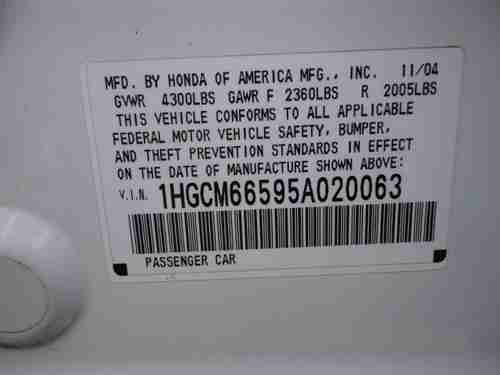 MFD. BY HONDA OF AMERICA MFG., INC. 11/04
GVWR 4300LBS GAWR F 2360LBS R 2005LBS
THIS VEHICLE CONFORMS TO ALL APPLICABLE
FEDERAL MOTOR VEHICLE SAFETY, BUMPER,
AND THEFT PREVENTION STANDARDS IN EFFECT
ON THE DATE OF MANUFACTURE SHOWN ABOVE:
V.I.N. 1HGCM66595A020063
PASSENGER CAR